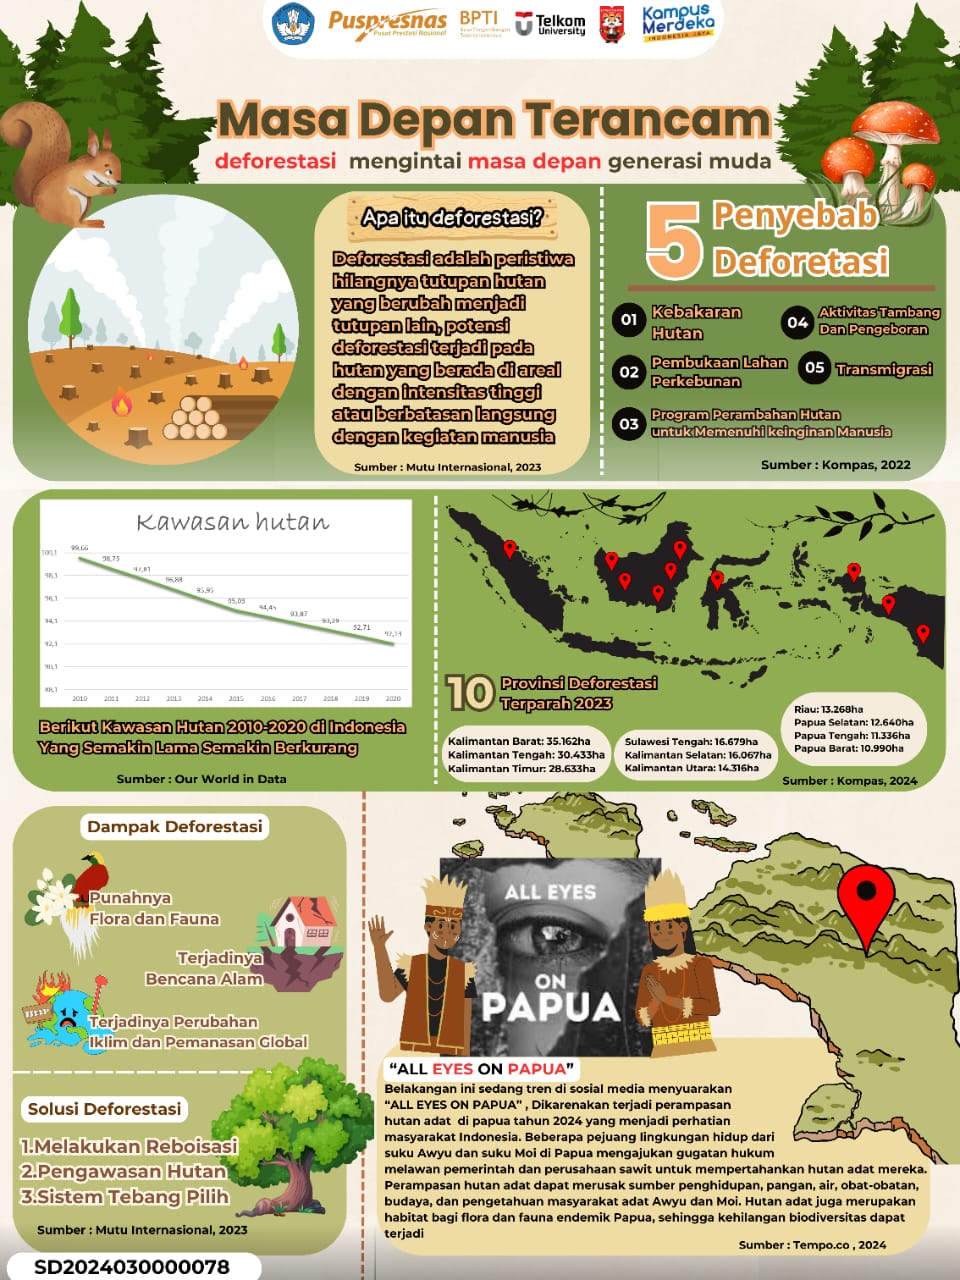 Puspresnas
Pusat Prestasi Nasional
BPTI
Telkom
University
Kampus
Merdeka
INDONESIA JAYA
Masa Depan Terancam
deforestasi mengintai masa depan generasi muda
Apa itu deforestasi?
Deforestasi adalah peristiwa
hilangnya tutupan hutan
yang berubah menjadi
tutupan lain, potensi
deforestasi terjadi pada
hutan yang berada di areal
dengan intensitas tinggi
atau berbatasan langsung
dengan kegiatan manusia
Sumber : Mutu Internasional, 2023
5 Penyebab
Deforetasi
01 Kebakaran
Hutan
02 Pembukaan Lahan
Perkebunan
03 Program Perambahan Hutan
untuk Memenuhi keinginan Manusia
04 Aktivitas Tambang
Dan Pengeboran
05 Transmigrasi
Sumber : Kompas, 2022
Kawasan hutan
100,1
98,1
96,1
94,1
92,1
90,1
88,1
99,66
98,73
97,81
96,88
95,95
95,03
94,45
93,87
93,29
92,71
92,13
2010 2011 2012 2013 2014 2015 2016 2017 2018 2019 2020
Berikut Kawasan Hutan 2010-2020 di Indonesia
Yang Semakin Lama Semakin Berkurang
Sumber : Our World in Data
10 Provinsi Deforestasi
Terparah 2023
Kalimantan Barat: 35.162ha
Kalimantan Tengah: 30.433ha
Kalimantan Timur: 28.633ha
Sulawesi Tengah: 16.679ha
Kalimantan Selatan: 16.067ha
Kalimantan Utara: 14.316ha
Riau: 13.268ha
Papua Selatan: 12.640ha
Papua Tengah: 11.336ha
Papua Barat: 10.990ha
Sumber : Kompas, 2024
Dampak Deforestasi
Punahnya
Flora dan Fauna
Terjadinya
Bencana Alam
Terjadinya Perubahan
Iklim dan Pemanasan Global
Solusi Deforestasi
1.Melakukan Reboisasi
2.Pengawasan Hutan
3.Sistem Tebang Pilih
Sumber : Mutu Internasional, 2023
SD2024030000078
ALL EYES
ON
PAPUA
“ALL EYES ON PAPUA”
Belakangan ini sedang tren di sosial media menyuarakan
“ALL EYES ON PAPUA” , Dikarenakan terjadi perampasan
hutan adat di papua tahun 2024 yang menjadi perhatian
masyarakat Indonesia. Beberapa pejuang lingkungan hidup dari
suku Awyu dan suku Moi di Papua mengajukan gugatan hukum
melawan pemerintah dan perusahaan sawit untuk mempertahankan hutan adat mereka.
Perampasan hutan adat dapat merusak sumber penghidupan, pangan, air, obat-obatan,
budaya, dan pengetahuan masyarakat adat Awyu dan Moi. Hutan adat juga merupakan
habitat bagi flora dan fauna endemik Papua, sehingga kehilangan biodiversitas dapat
terjadi
Sumber : Tempo.co , 2024